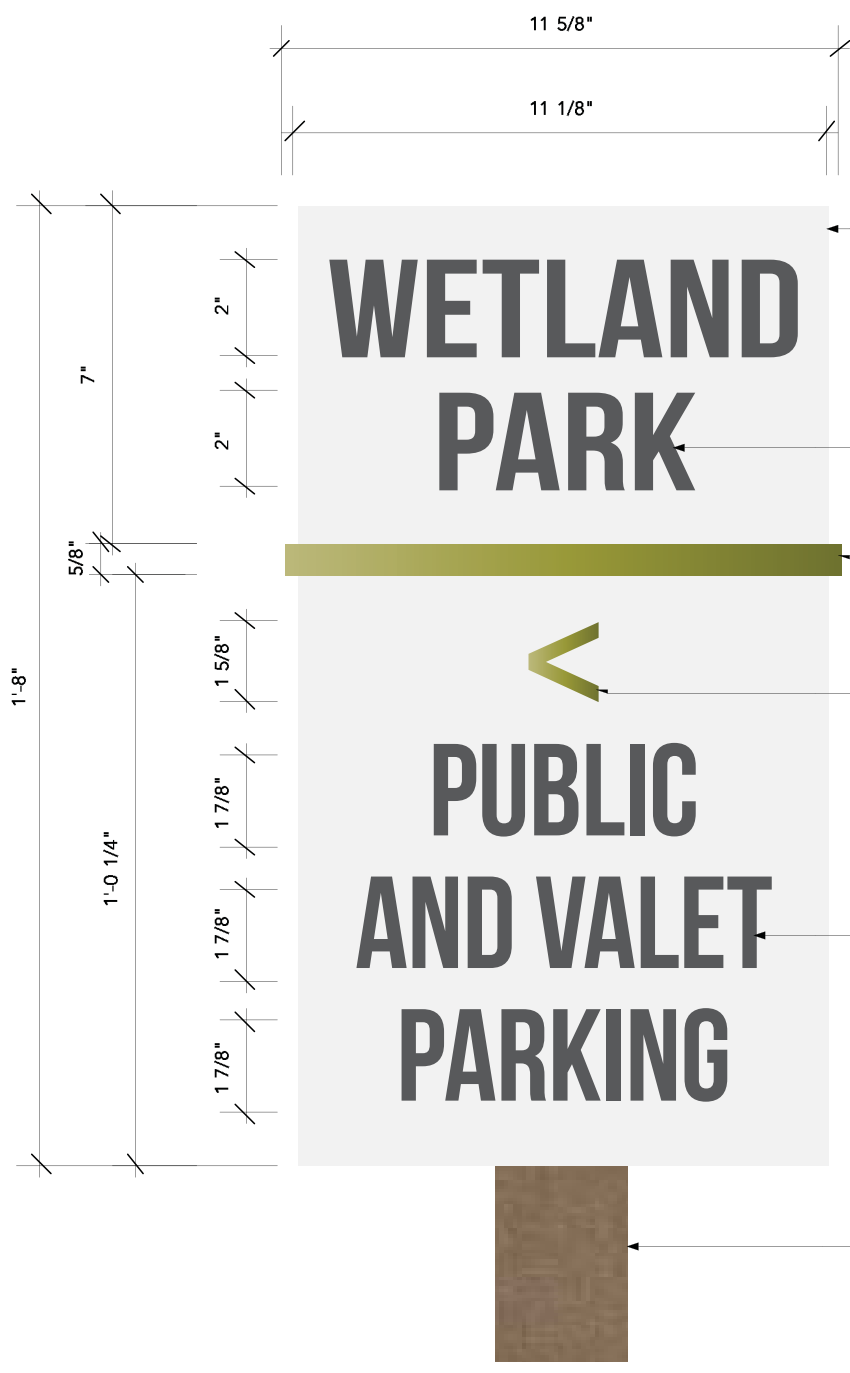 11 5/8"
11 1/8"
WETLAND
2"
7"
PARK
2"
5/8"
<
1 5/8"
1'-8"
PUBLIC
1 7/8"
1'-0 1/4"
AND VALET
1 7/8"
PARKING
1 7/8"